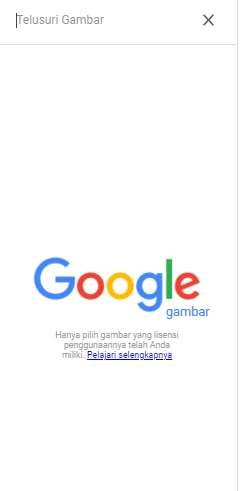 Telusuri Gambar
Google
gambar
Hanya pilih gambar yang lisensi
penggunaannya telah Anda
miliki. Pelajari selengkapnya